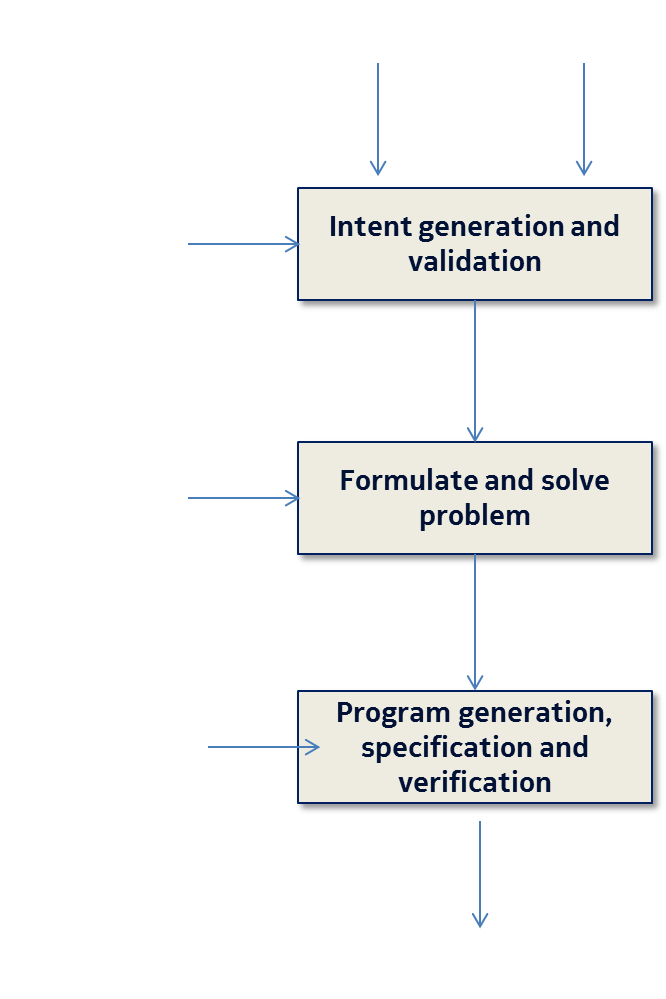 Intent generation and
validation
Formulate and solve
problem
Program generation,
specification and
verification